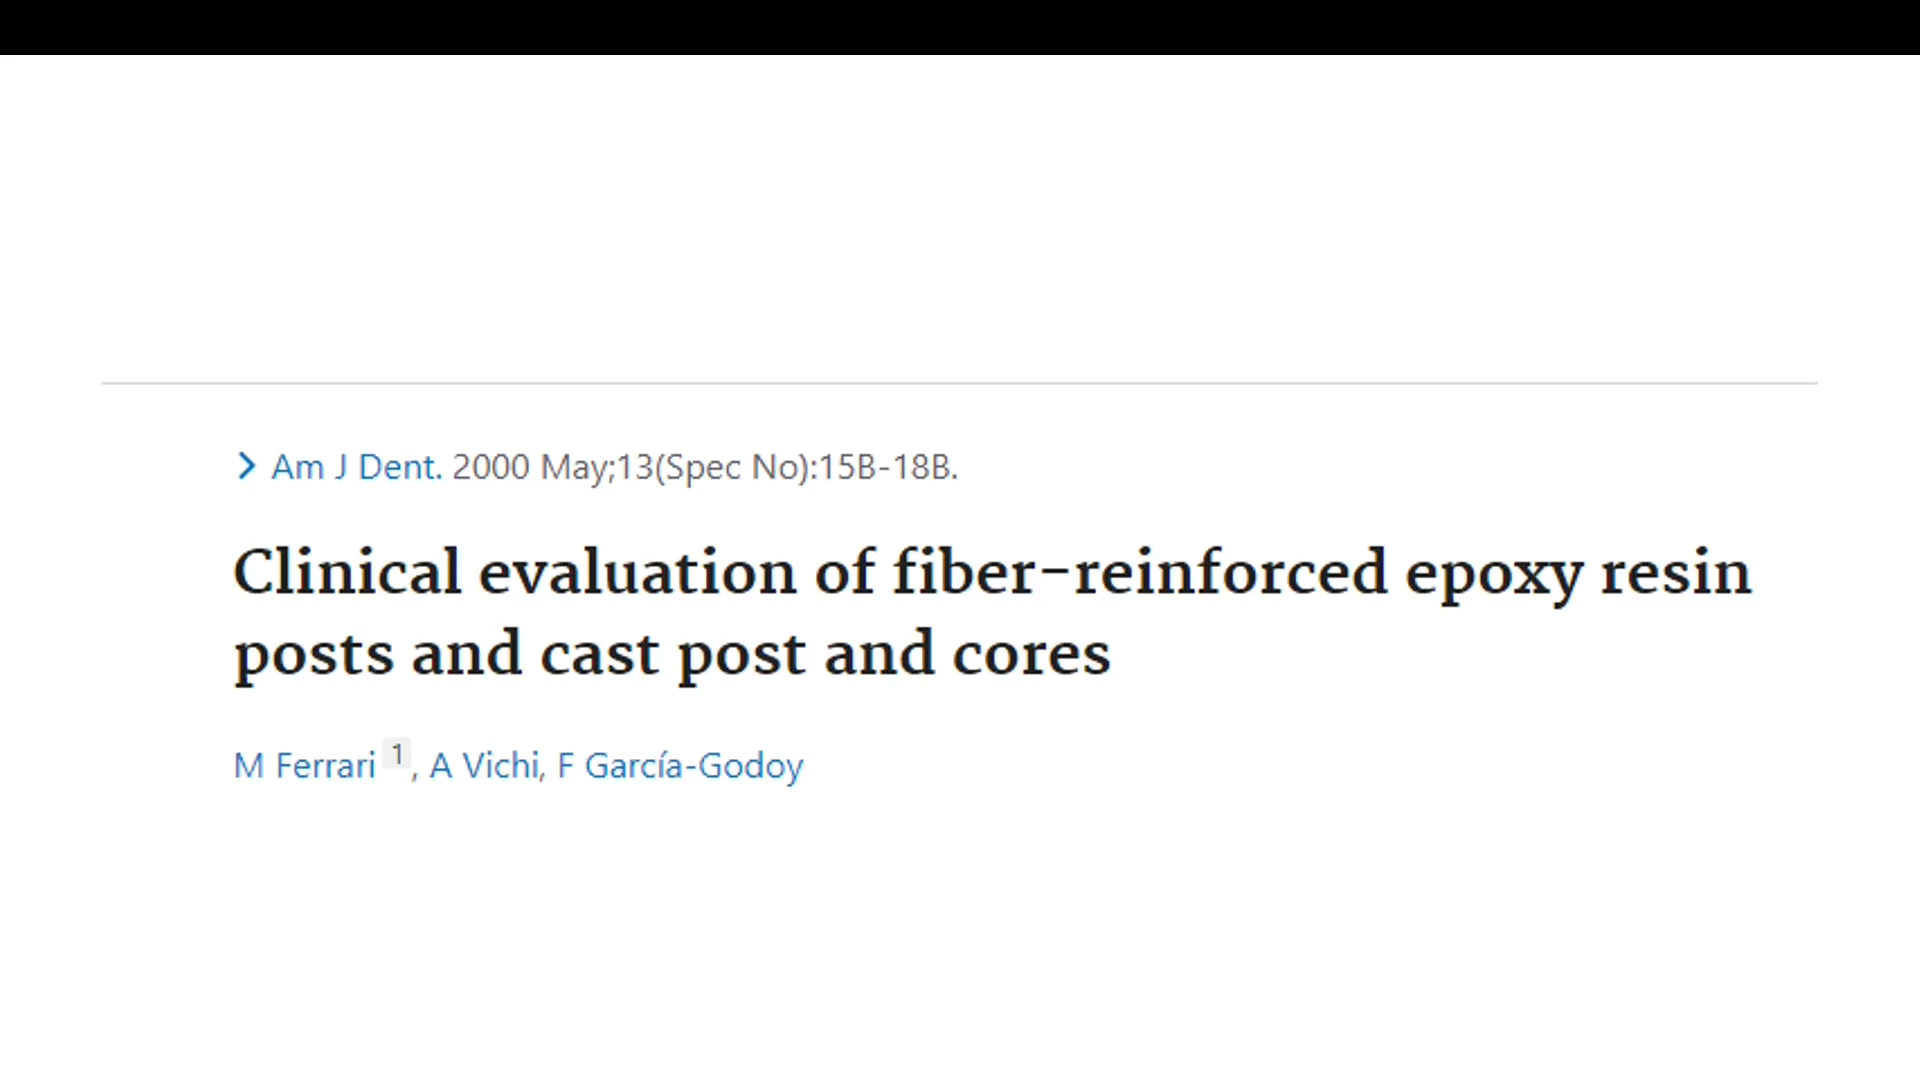 Am J Dent. 2000 May;13(Spec No):15B-18B.
Clinical evaluation of fiber-reinforced epoxy resin
posts and cast post and cores
M Ferrari 1, A Vichi, F García-Godoy